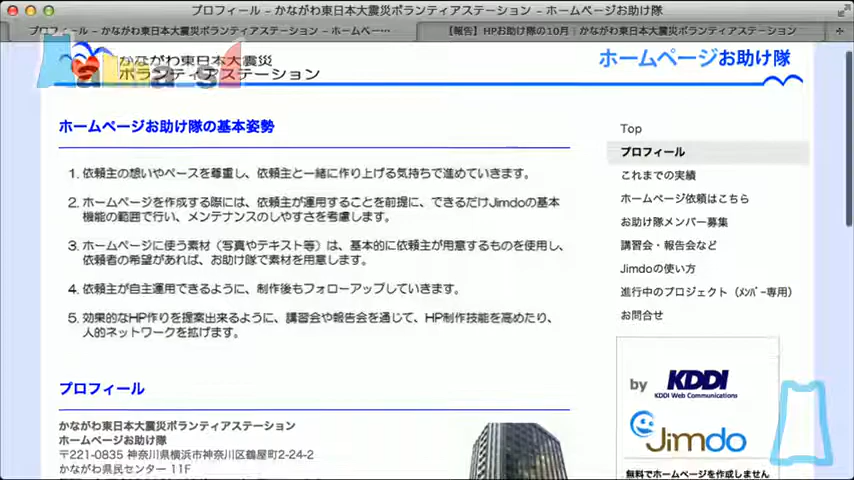 プロフィール - かながわ東日本大震災ボランティアステーション - ホームページお助け隊
プロフィール - かながわ東日本大震災ボランティアステーション - ホームペー…
【報告】HPお助け隊の10月｜かながわ東日本大震災ボランティアステーション
かながわ東日本大震災
ボランティアステーション
ホームページお助け隊
ホームページお助け隊の基本姿勢
1. 依頼主の想いやペースを尊重し、依頼主と一緒に作り上げる気持ちで進めていきます。
2. ホームページを作成する際には、依頼主が運用することを前提に、できるだけJimdoの基本
機能の範囲で行い、メンテナンスのしやすさを考慮します。
3. ホームページに使う素材（写真やテキスト等）は、基本的に依頼主が用意するものを使用し、
依頼者の希望があれば、お助け隊で素材を用意します。
4. 依頼主が自主運用できるように、制作後もフォローアップしていきます。
5. 効果的なHP作りを提案出来るように、講習会や報告会を通じて、HP制作技能を高めたり、
人的ネットワークを拡げます。
プロフィール
かながわ東日本大震災ボランティアステーション
ホームページお助け隊
〒221-0835 神奈川県横浜市神奈川区鶴屋町2-24-2
かながわ県民センター 11F
Top
プロフィール
これまでの実績
ホームページ依頼はこちら
お助け隊メンバー募集
講習会・報告会など
Jimdoの使い方
進行中のプロジェクト（ﾒﾝﾊﾞｰ専用）
お問合せ
by KDDI
KDDI Web Communications
Jimdo
無料でホームページを作成しません